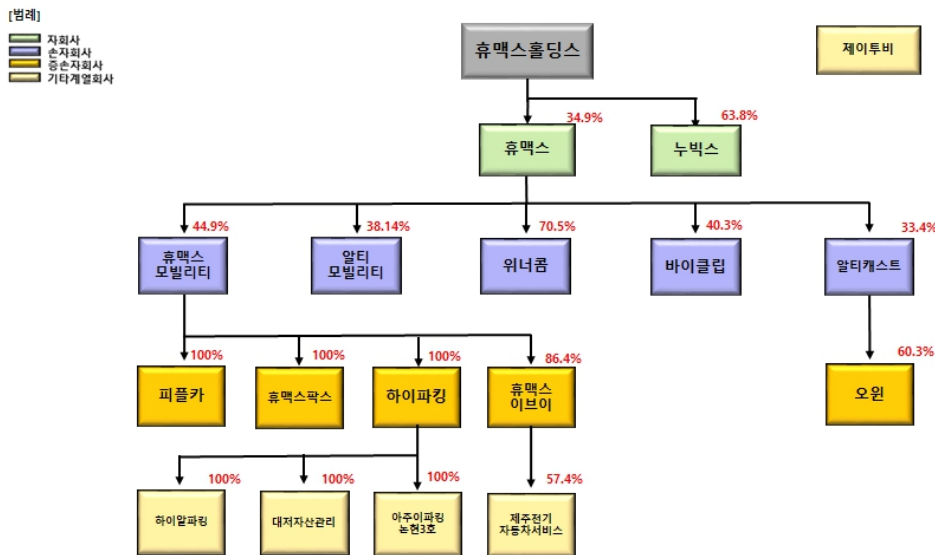 [범례]
자회사
손자회사
증손자회사
기타계열회사
휴맥스홀딩스
제이투비
34.9%
63.8%
휴맥스
누빅스
44.9%
38.14%
70.5%
40.3%
33.4%
휴맥스
모빌리티
알티
모빌리티
위너콤
바이클립
알티캐스트
100%
100%
100%
86.4%
60.3%
피플카
휴맥스팍스
하이파킹
휴맥스
이브이
오윈
100%
100%
100%
57.4%
하이알파킹
대저자산관리
아주이파킹
논현3호
제주전기
자동차서비스